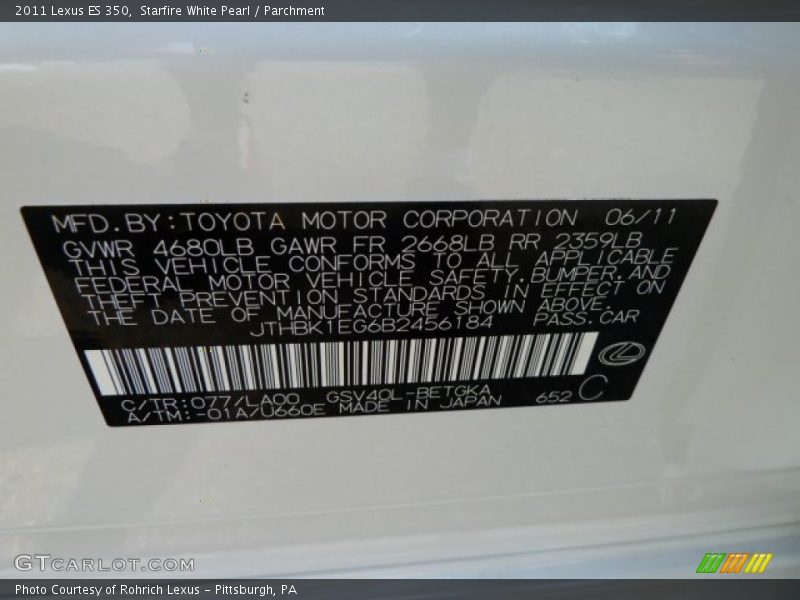 2011 Lexus ES 350,  Starfire White Pearl / Parchment
MFD.BY:TOYOTA MOTOR CORPORATION 06/11
GVWR 4680LB GAWR FR 2668LB RR 2359LB
THIS VEHICLE CONFORMS TO ALL APPLICABLE
FEDERAL MOTOR VEHICLE SAFETY, BUMPER, AND
THEFT PREVENTION STANDARDS IN EFFECT ON
THE DATE OF MANUFACTURE SHOWN ABOVE.
JTHBK1EG6B2456184 PASS.CAR
C/TR:077/LA00 GSV40L-BETGKA
A/TM:-01A/U660E MADE IN JAPAN 652 C
GTCARLOT.COM
Photo Courtesy of Rohrich Lexus - Pittsburgh, PA